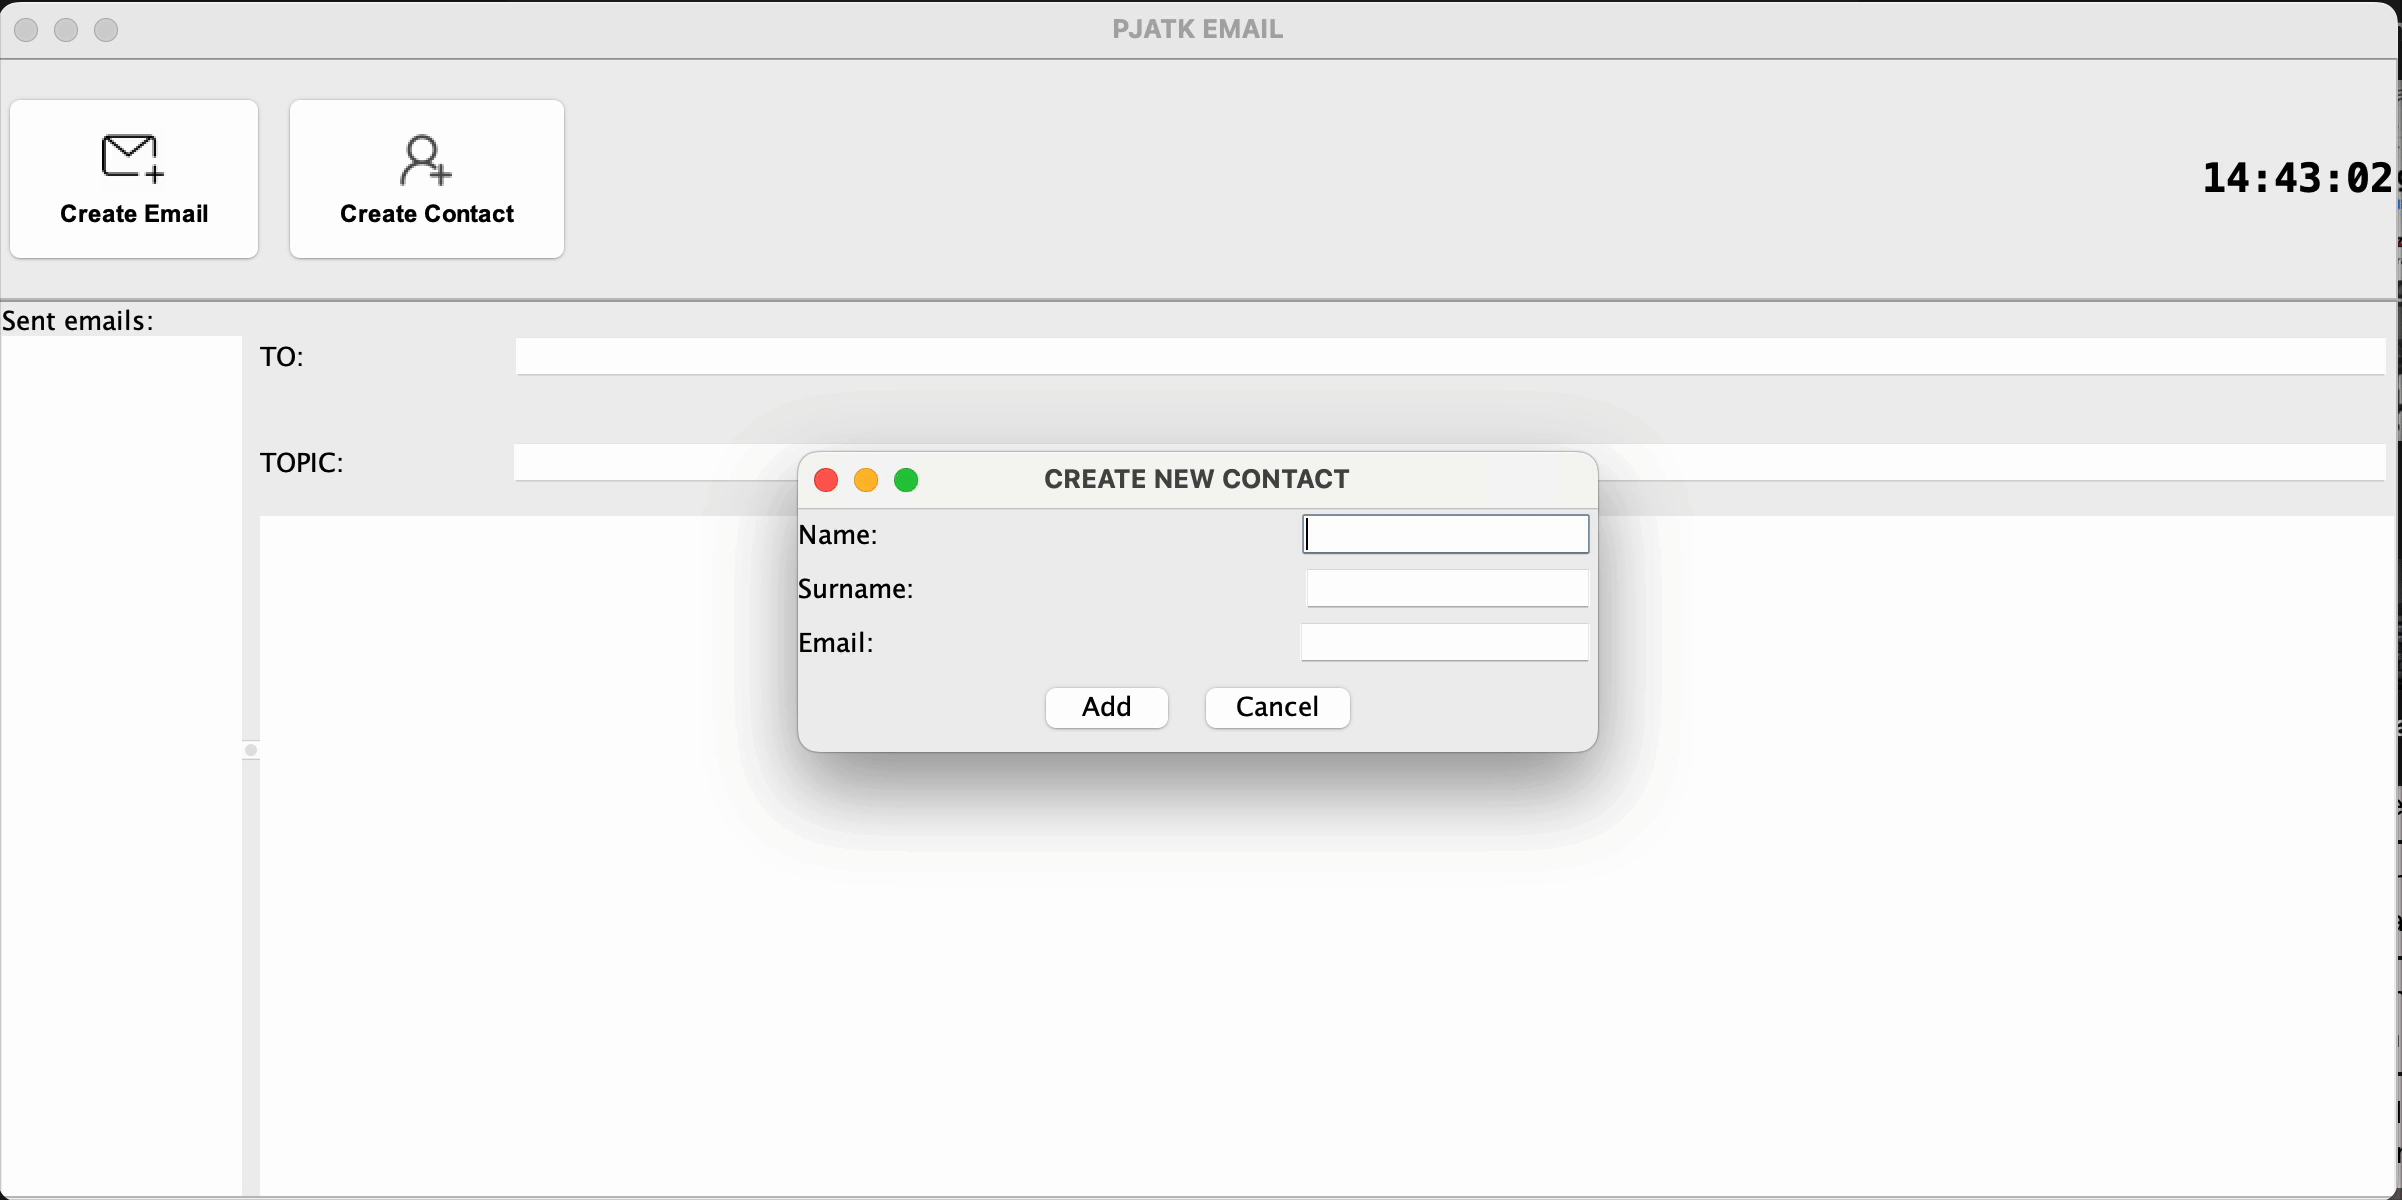 PJATK EMAIL
Create Email
Create Contact
14:43:02
Sent emails:
TO:
TOPIC:
CREATE NEW CONTACT
Name:
Surname:
Email:
Add
Cancel